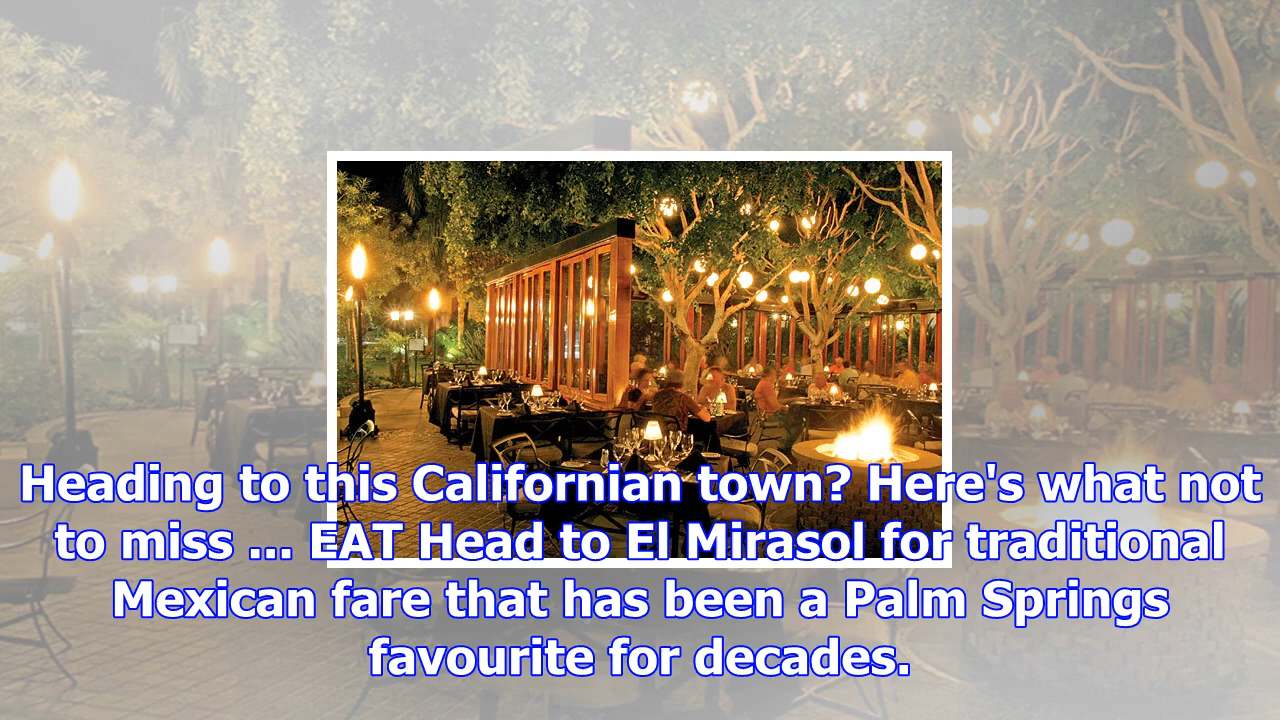 Heading to this Californian town? Here's what not
to miss ... EAT Head to El Mirasol for traditional
Mexican fare that has been a Palm Springs
favourite for decades.